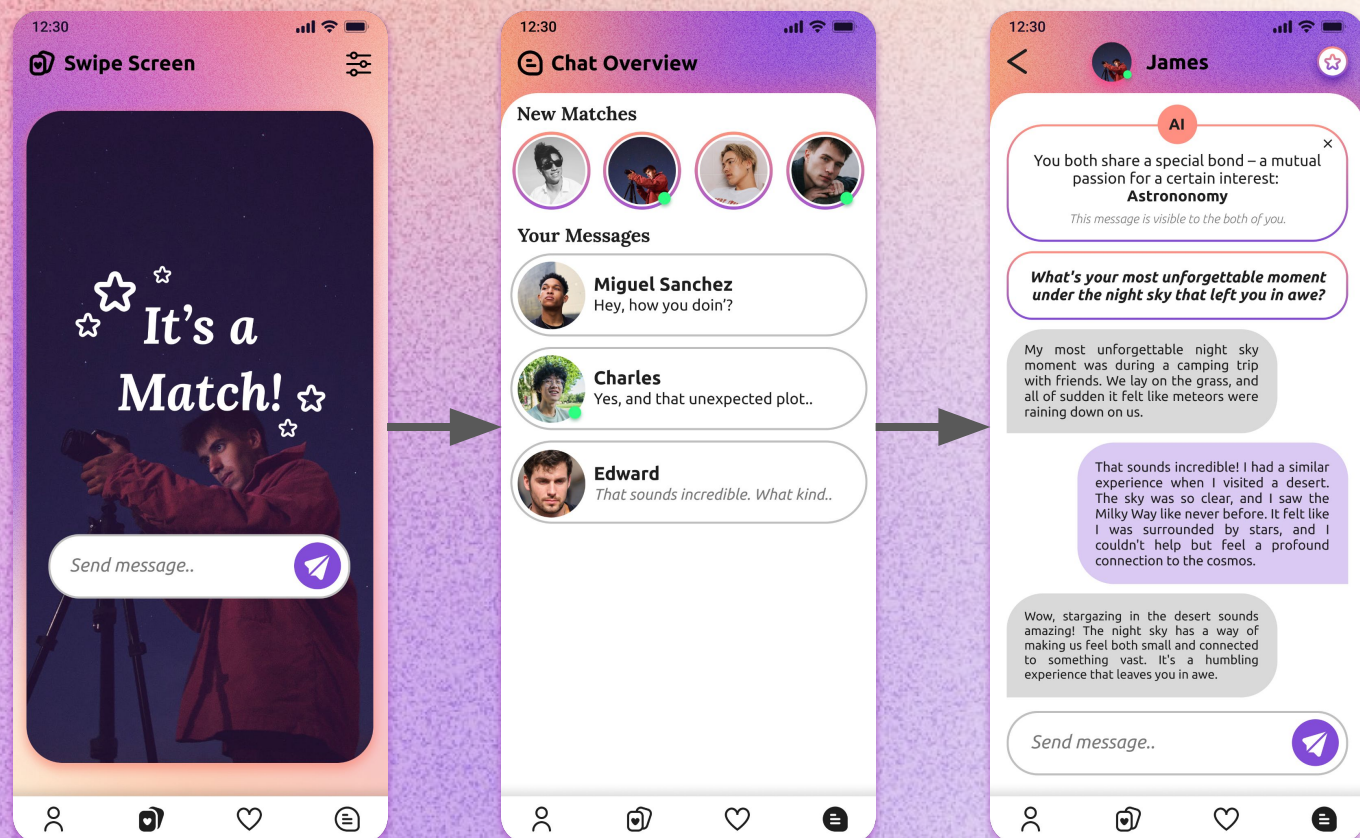 12:30
Swipe Screen
It's a
Match!
Send message..
12:30
Chat Overview
New Matches
Your Messages
Miguel Sanchez
Hey, how you doin'?
Charles
Yes, and that unexpected plot..
Edward
That sounds incredible. What kind..
12:30
James
AI
You both share a special bond – a mutual
passion for a certain interest:
Astrononomy
This message is visible to the both of you.
What's your most unforgettable moment
under the night sky that left you in awe?
My most unforgettable night sky
moment was during a camping trip
with friends. We lay on the grass, and
all of sudden it felt like meteors were
raining down on us.
That sounds incredible! I had a similar
experience when I visited a desert.
The sky was so clear, and I saw the
Milky Way like never before. It felt like
I was surrounded by stars, and I
couldn't help but feel a profound
connection to the cosmos.
Wow, stargazing in the desert sounds
amazing! The night sky has a way of
making us feel both small and connected
to something vast. It's a humbling
experience that leaves you in awe.
Send message..